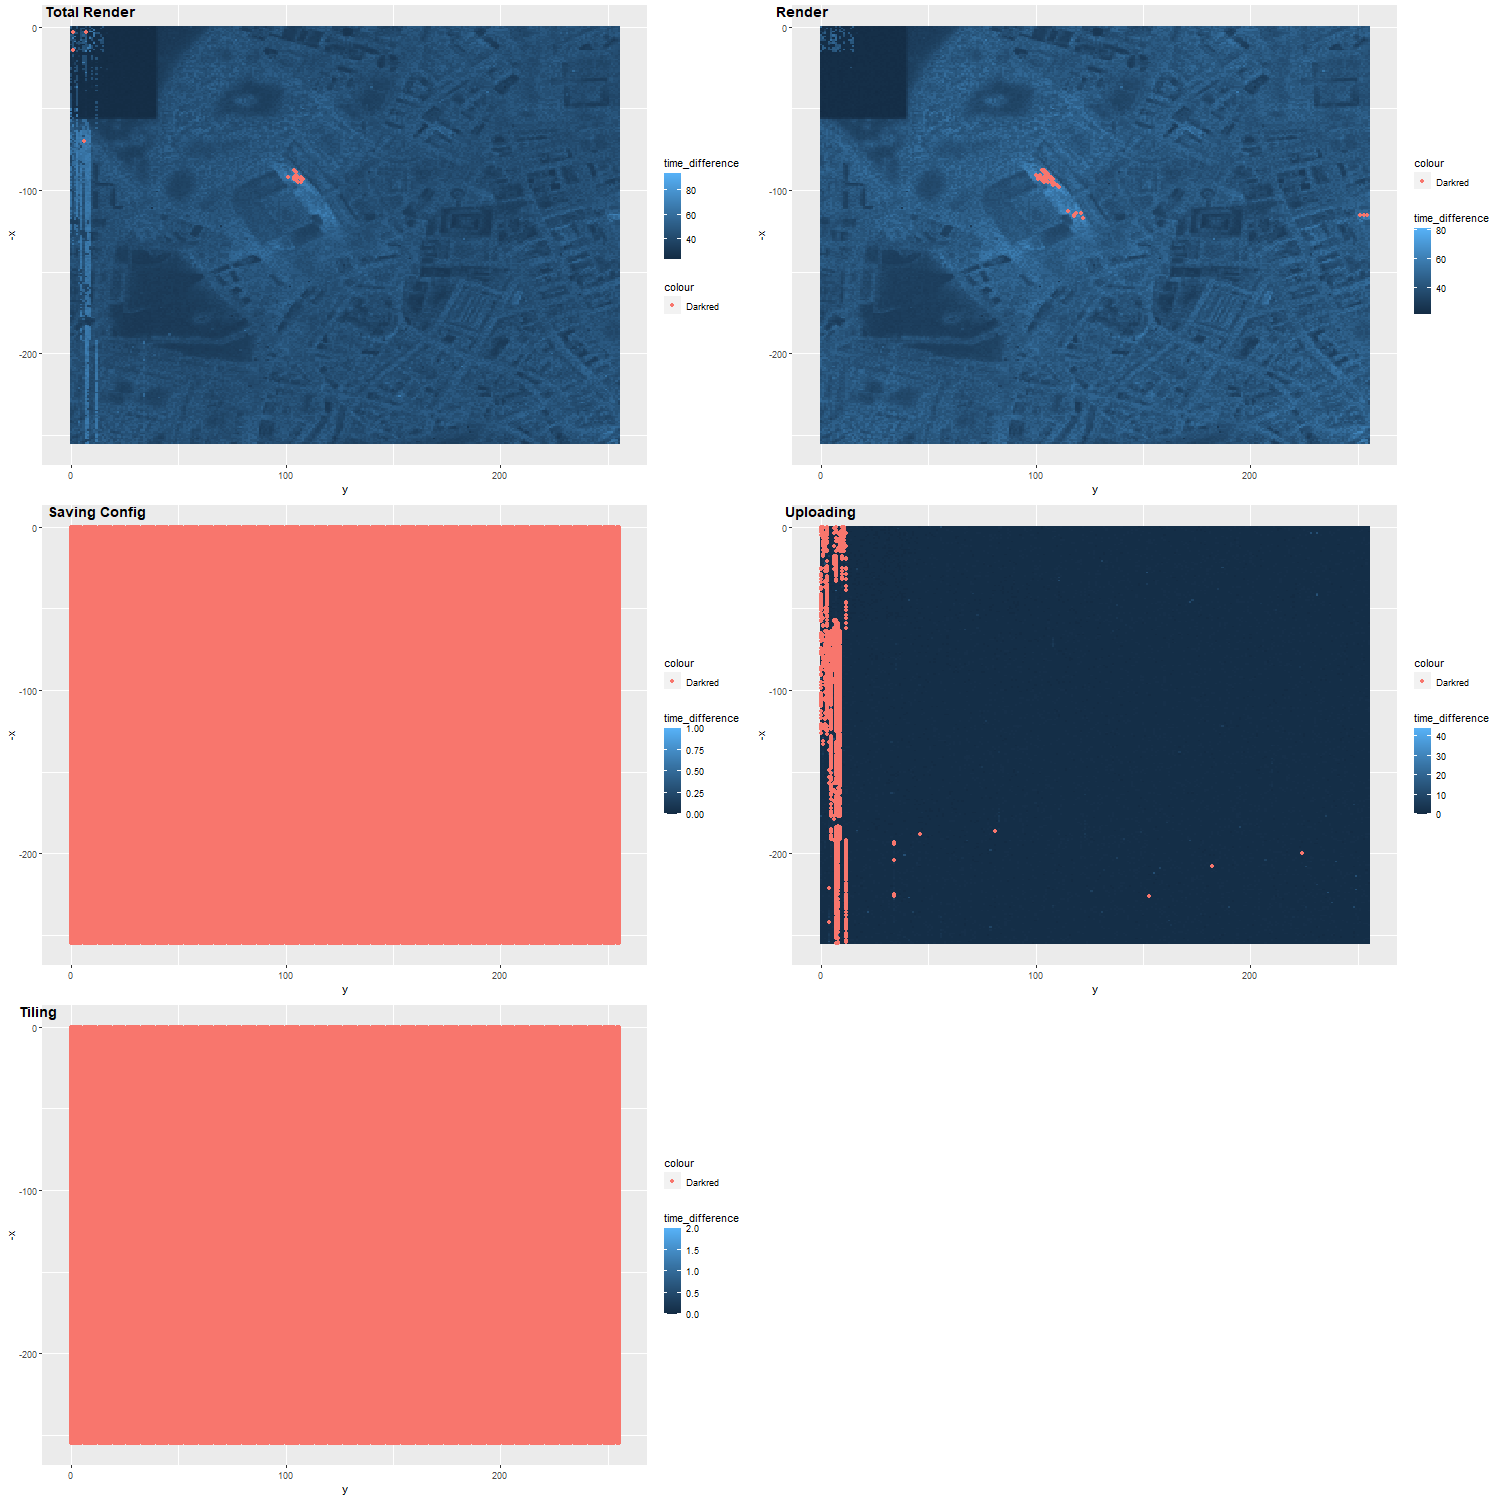 Total Render
0
-100
-200
-x
0
100
200
y
time_difference
80
60
40
colour
Darkred
Render
0
-100
-200
-x
0
100
200
y
colour
Darkred
time_difference
80
60
40
Saving Config
0
-100
-200
-x
0
100
200
y
colour
Darkred
time_difference
1.00
0.75
0.50
0.25
0.00
Uploading
0
-100
-200
-x
0
100
200
y
colour
Darkred
time_difference
40
30
20
10
0
Tiling
0
-100
-200
-x
0
100
200
y
colour
Darkred
time_difference
2.0
1.5
1.0
0.5
0.0